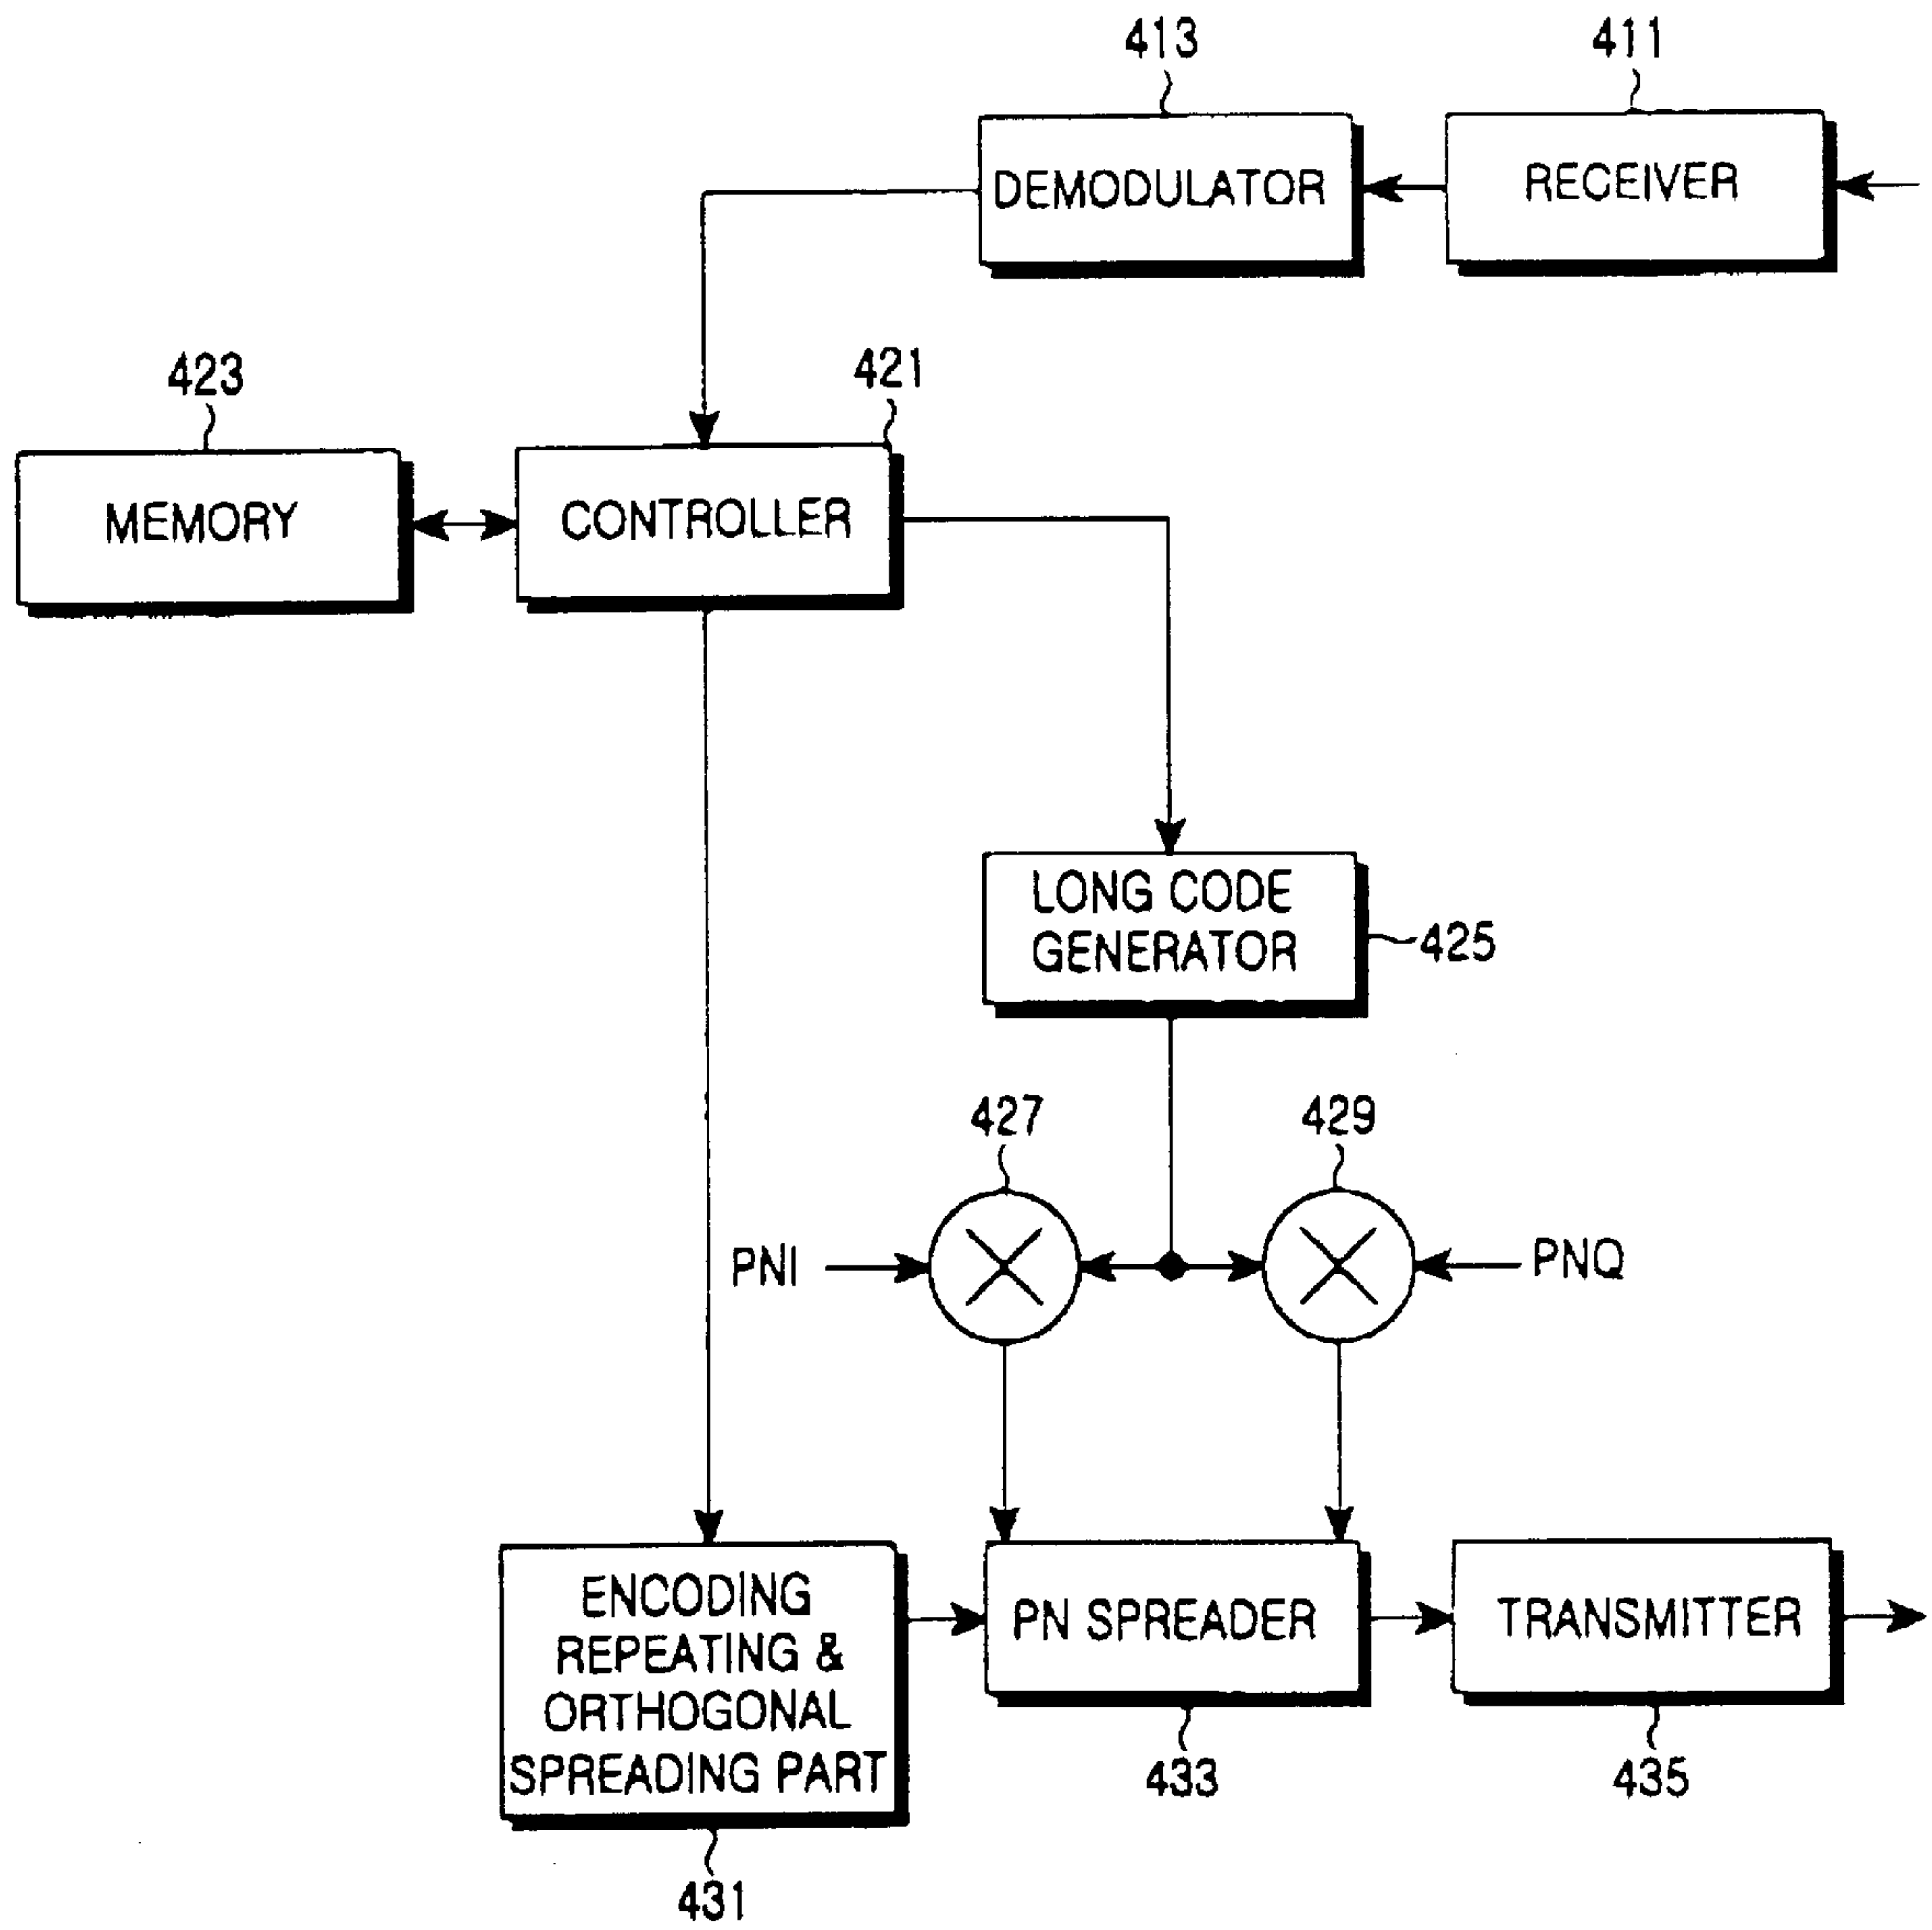 413
411
DEMODULATOR
RECEIVER
423
421
MEMORY
CONTROLLER
LONG CODE
GENERATOR
425
427
429
PNI
PNQ
ENCODING
REPEATING &
ORTHOGONAL
SPREADING PART
PN SPREADER
TRANSMITTER
433
435
431